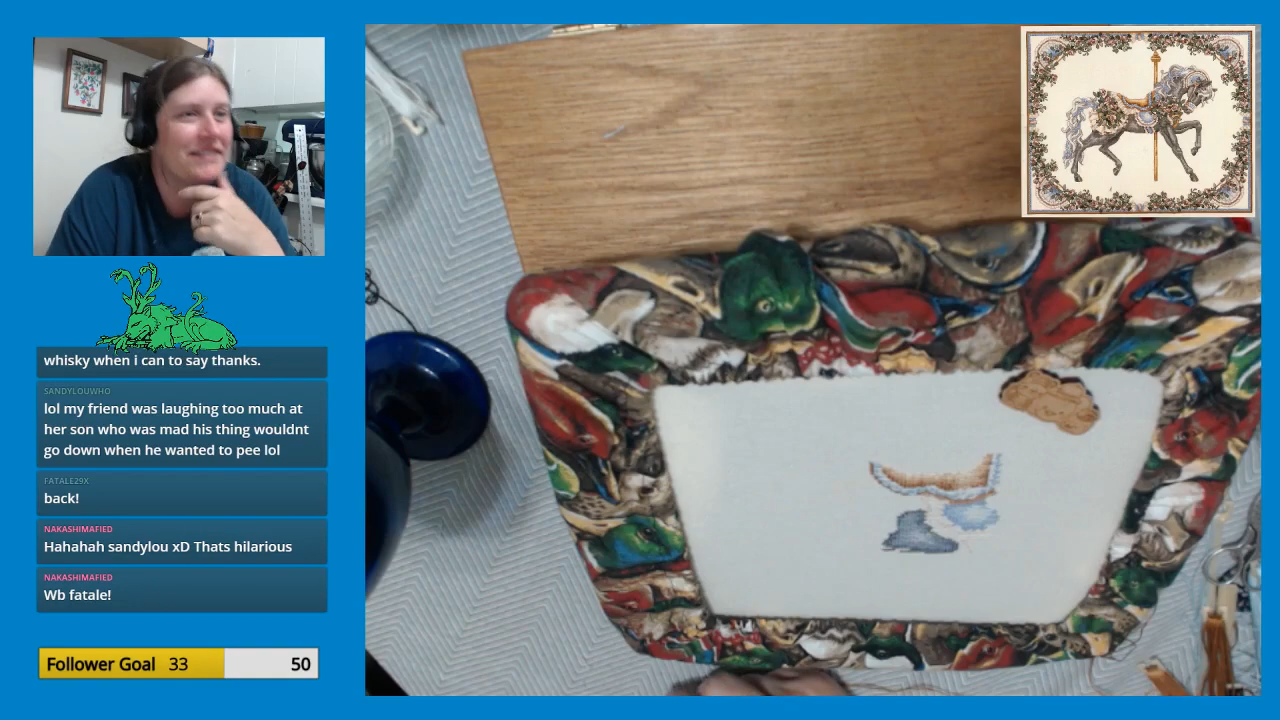 whisky when i can to say thanks.
SANDYLOUWHO
lol my friend was laughing too much at
her son who was mad his thing wouldnt
go down when he wanted to pee lol
FATALE29X
back!
NAKASHIMAFIED
Hahahah sandylou xD Thats hilarious
NAKASHIMAFIED
Wb fatale!
Follower Goal 33 50